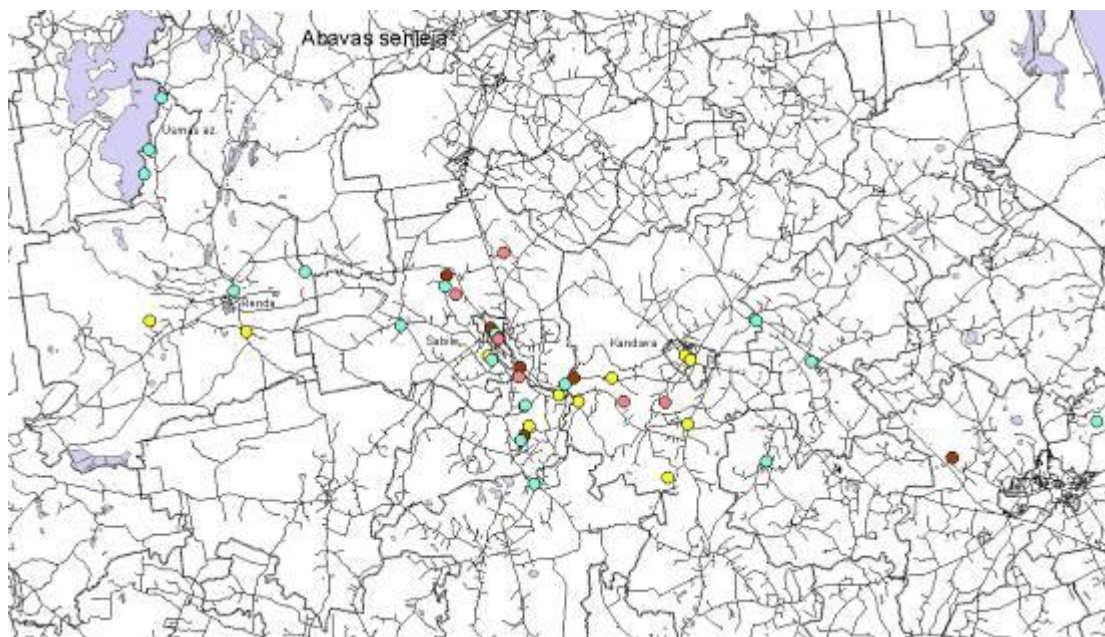 Abavas senleja
Usmas ez.
Renda
Sabile
Kandava